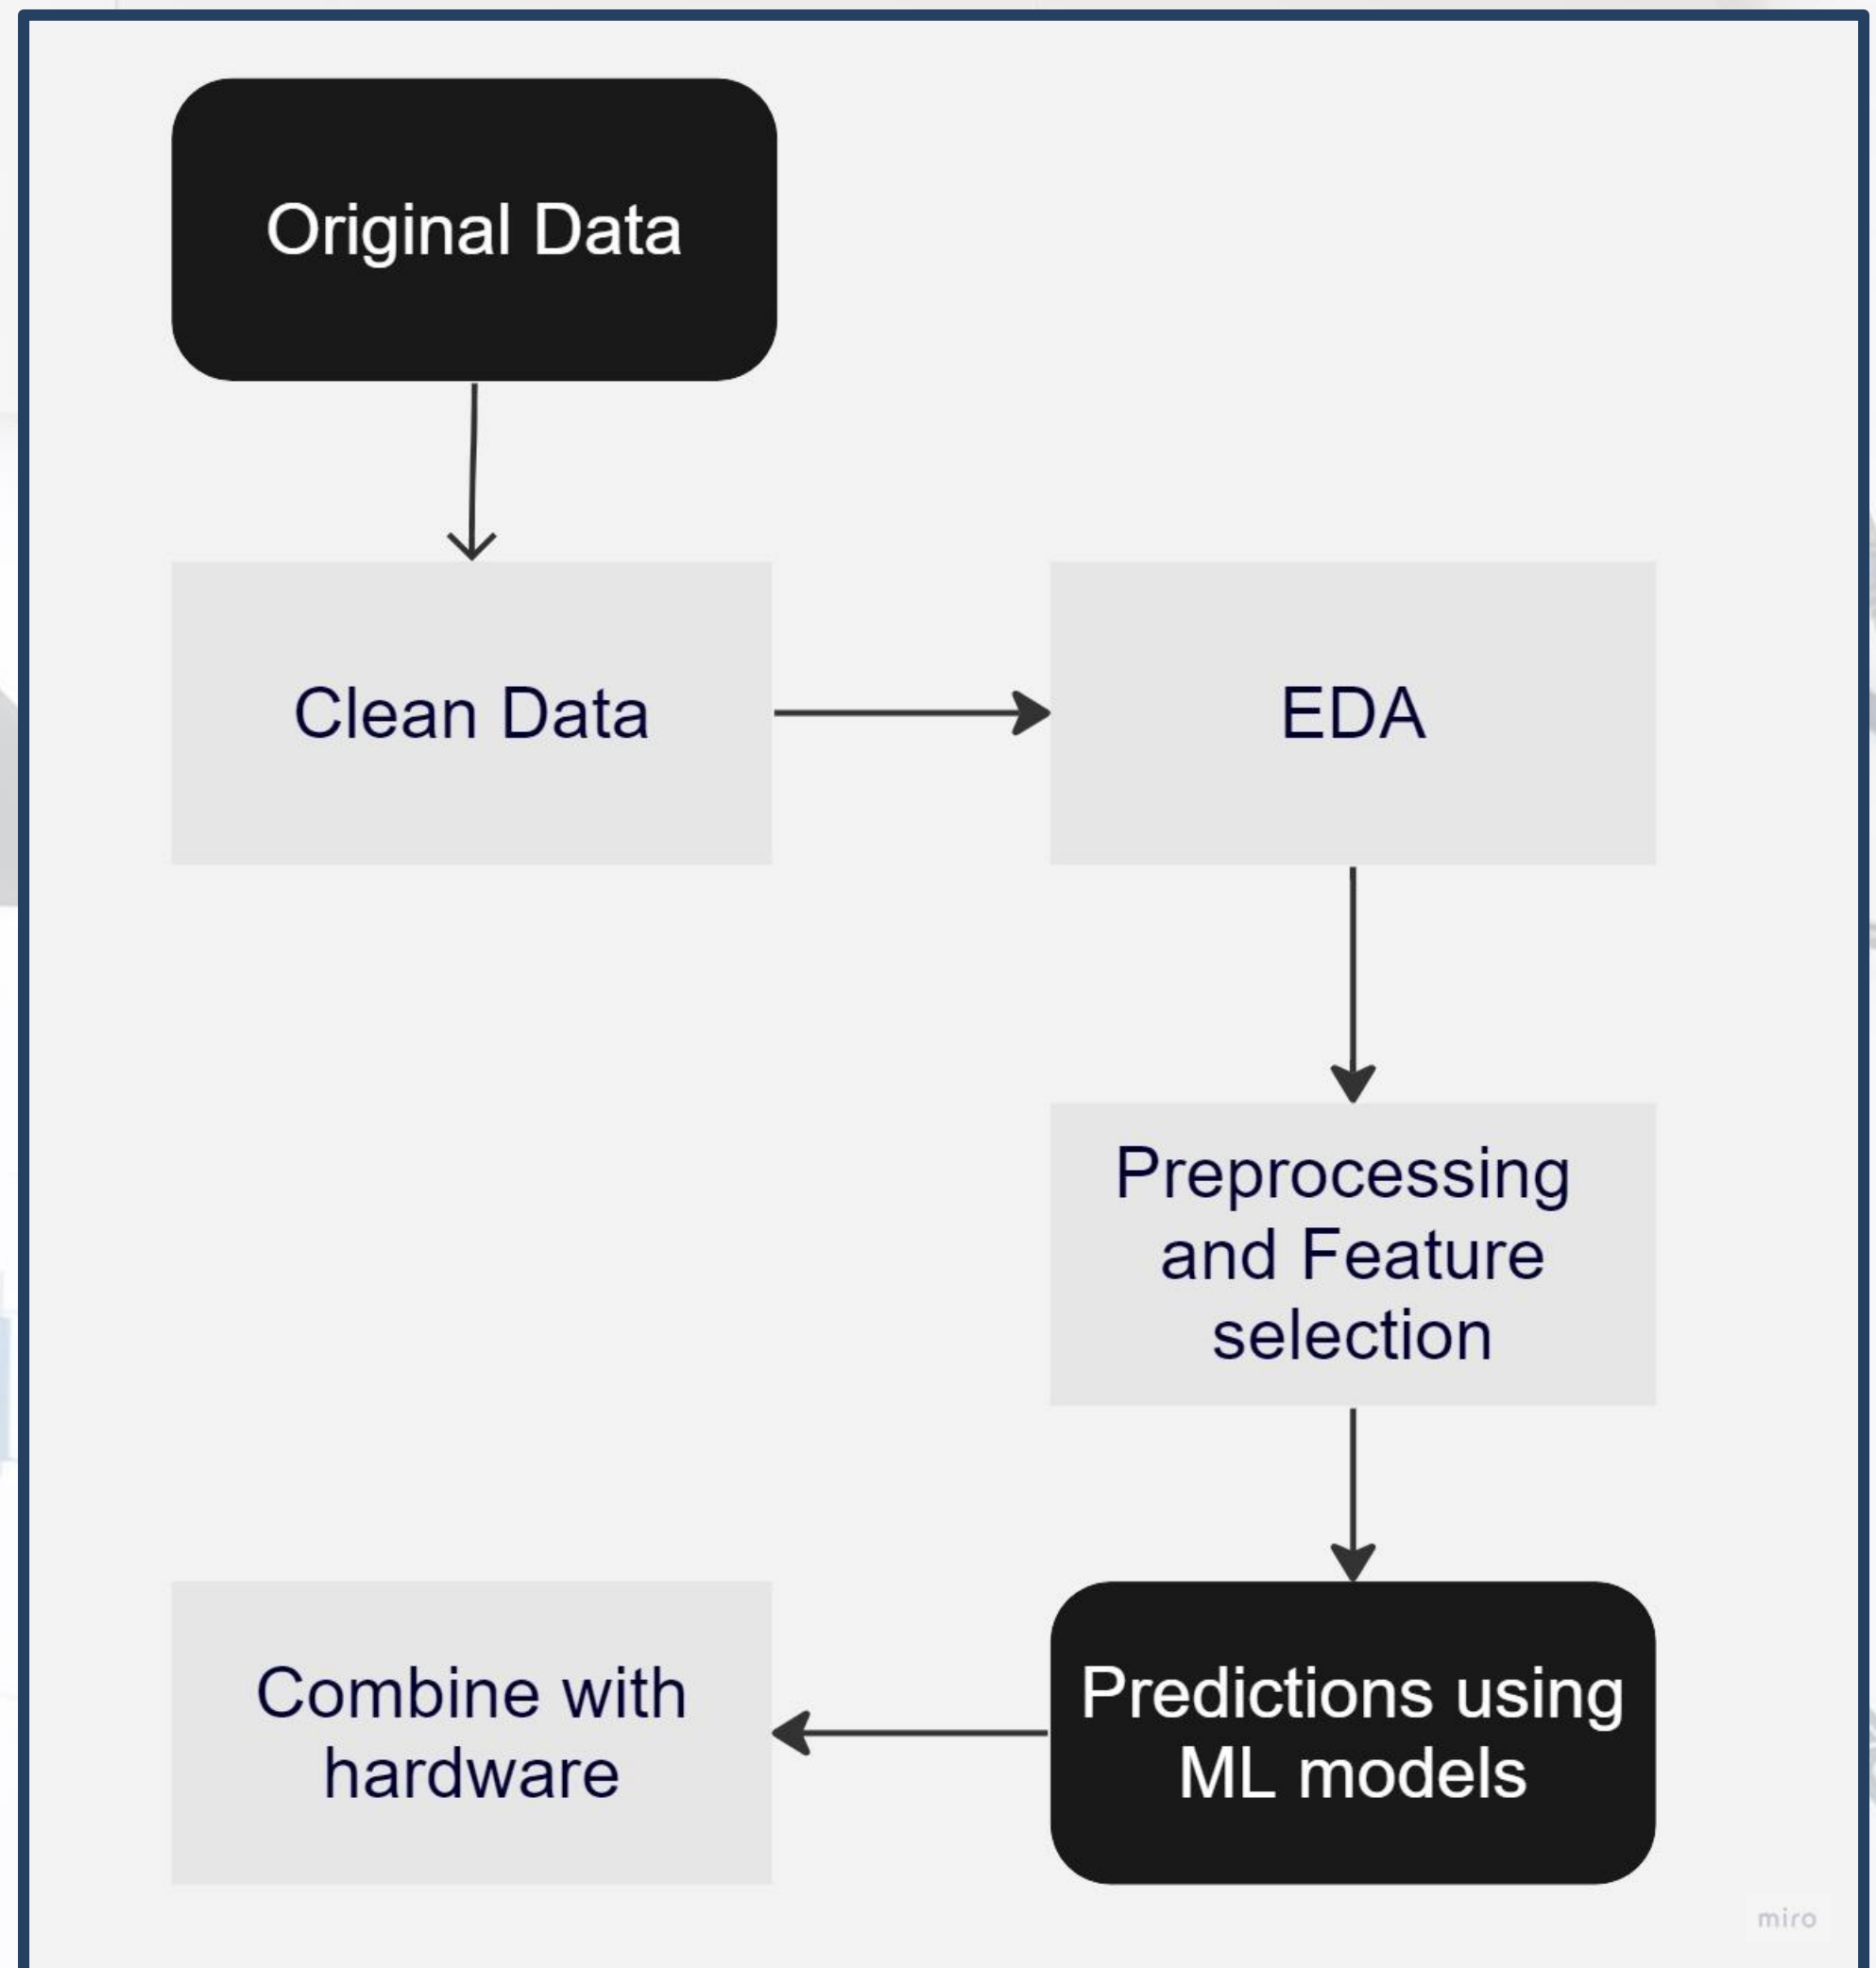 Original Data
Clean Data
EDA
Preprocessing
and Feature
selection
Combine with
hardware
Predictions using
ML models
miro